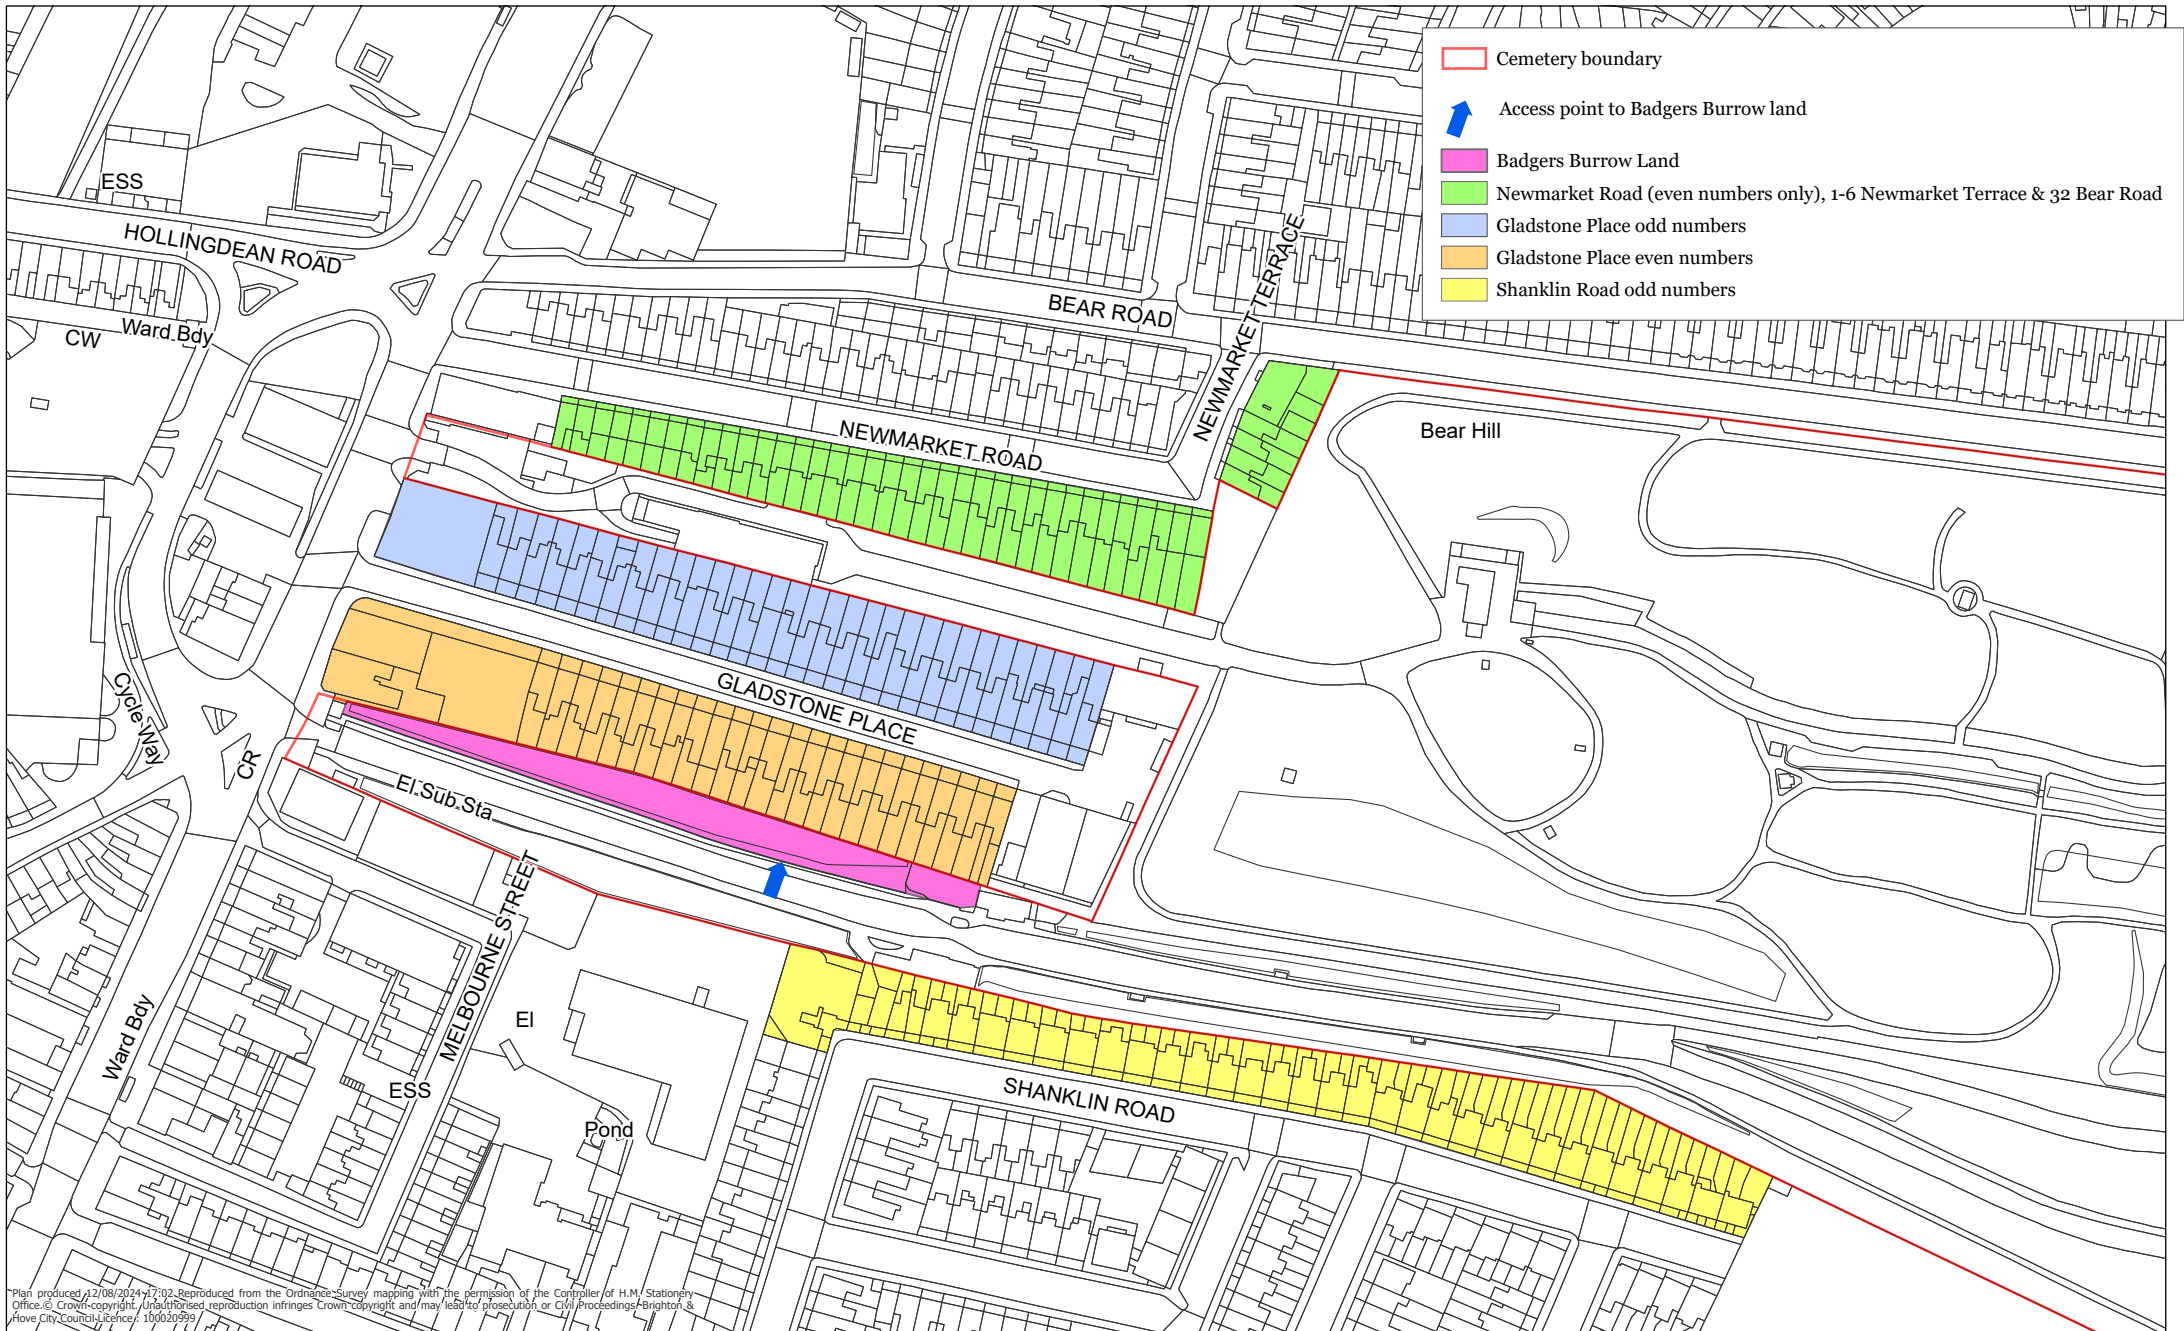 Cemetery boundary
Access point to Badgers Burrow land
Badgers Burrow Land
Newmarket Road (even numbers only), 1-6 Newmarket Terrace & 32 Bear Road
Gladstone Place odd numbers
Gladstone Place even numbers
Shanklin Road odd numbers
ESS
HOLLINGDEAN ROAD
Ward Bdy
CW
BEAR ROAD
NEWMARKET TERRACE
NEWMARKET ROAD
Bear Hill
GLADSTONE PLACE
Cycle Way
CR
El Sub Sta
MELBOURNE STREET
Ward Bdy
El
ESS
Pond
SHANKLIN ROAD
Plan produced 12/08/2024 17:02 Reproduced from the Ordnance Survey mapping with the permission of the Controller of H.M. Stationery
Office.© Crown copyright. Unauthorised reproduction infringes Crown copyright and may lead to prosecution or Civil Proceedings. Brighton &
Hove City Council Licence : 100020999